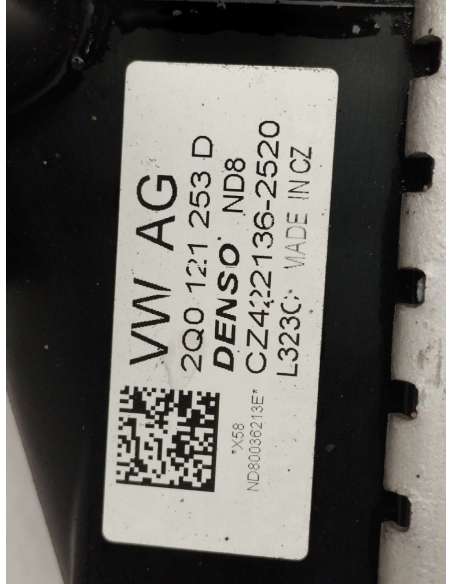 VW AG
2Q0 121 253 D
DENSO ND8
CZ422136-2520
L323C MADE IN CZ
*X58
ND80036213E*